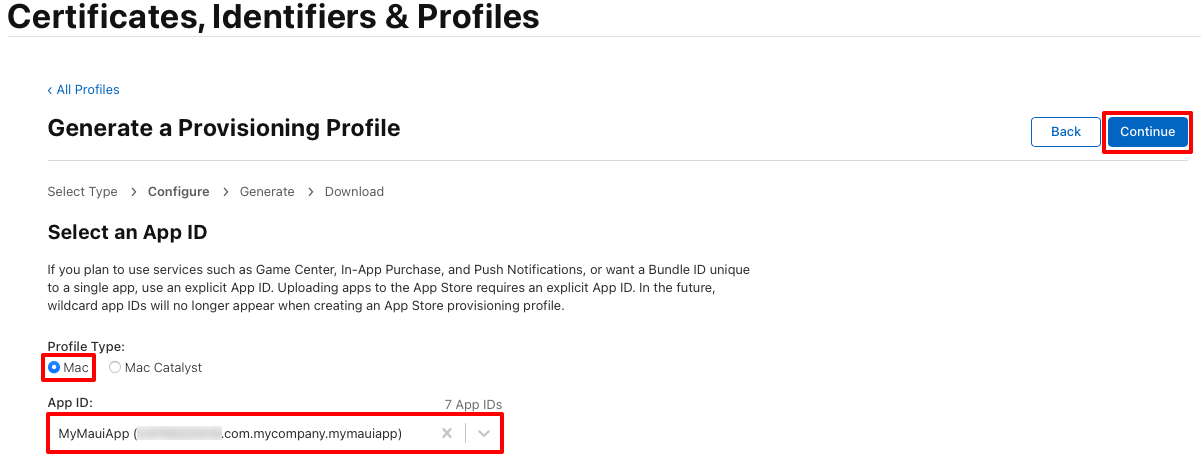 Certificates, Identifiers & Profiles
‹ All Profiles
Generate a Provisioning Profile
Back
Continue
Select Type > Configure > Generate > Download
Select an App ID
If you plan to use services such as Game Center, In-App Purchase, and Push Notifications, or want a Bundle ID unique
to a single app, use an explicit App ID. Uploading apps to the App Store requires an explicit App ID. In the future,
wildcard app IDs will no longer appear when creating an App Store provisioning profile.
Profile Type:
Mac Mac Catalyst
App ID: 7 App IDs
MyMauiApp ( .com.mycompany.mymauiapp)